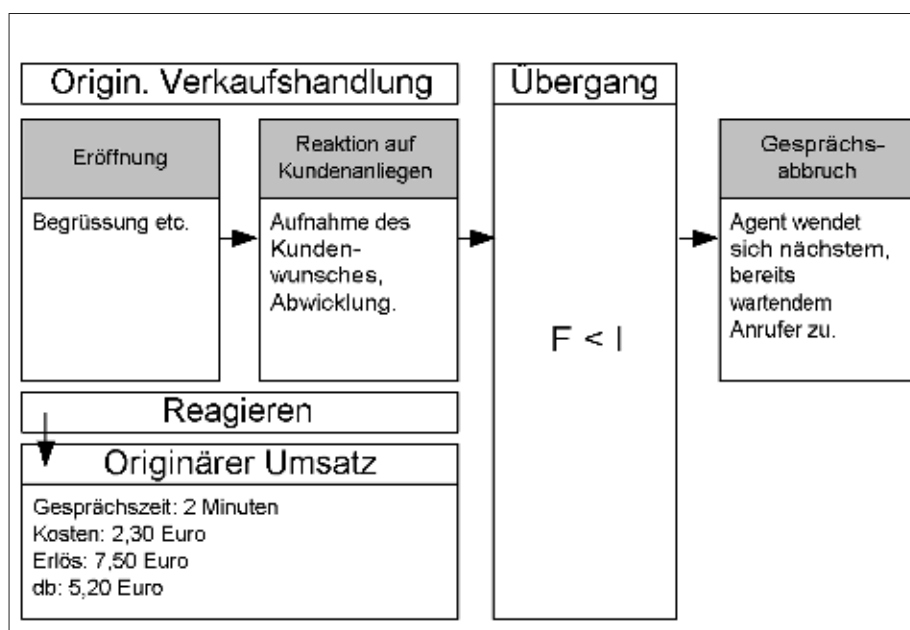 Origin. Verkaufshandlung
Eröffnung
Begrüssung etc.
Reaktion auf
Kundenanliegen
Aufnahme des
Kunden-
wunsches,
Abwicklung.
Reagieren
Originärer Umsatz
Gesprächszeit: 2 Minuten
Kosten: 2,30 Euro
Erlös: 7,50 Euro
db: 5,20 Euro
Übergang
F < I
Gesprächs-
abbruch
Agent wendet
sich nächstem,
bereits
wartendem
Anrufer zu.